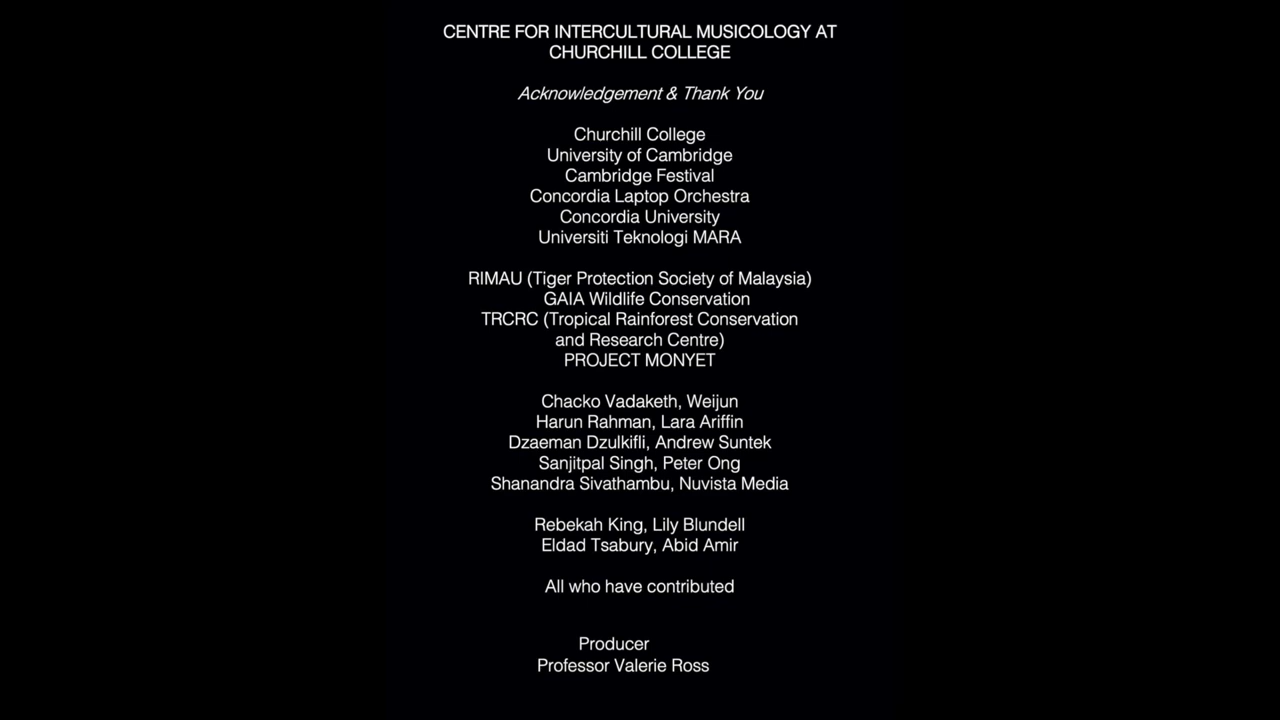 CENTRE FOR INTERCULTURAL MUSICOLOGY AT
CHURCHILL COLLEGE
Acknowledgement & Thank You
Churchill College
University of Cambridge
Cambridge Festival
Concordia Laptop Orchestra
Concordia University
Universiti Teknologi MARA
RIMAU (Tiger Protection Society of Malaysia)
GAIA Wildlife Conservation
TRCRC (Tropical Rainforest Conservation
and Research Centre)
PROJECT MONYET
Chacko Vadaketh, Weijun
Harun Rahman, Lara Ariffin
Dzaeman Dzulkifli, Andrew Suntek
Sanjitpal Singh, Peter Ong
Shanandra Sivathambu, Nuvista Media
Rebekah King, Lily Blundell
Eldad Tsabury, Abid Amir
All who have contributed
Producer
Professor Valerie Ross